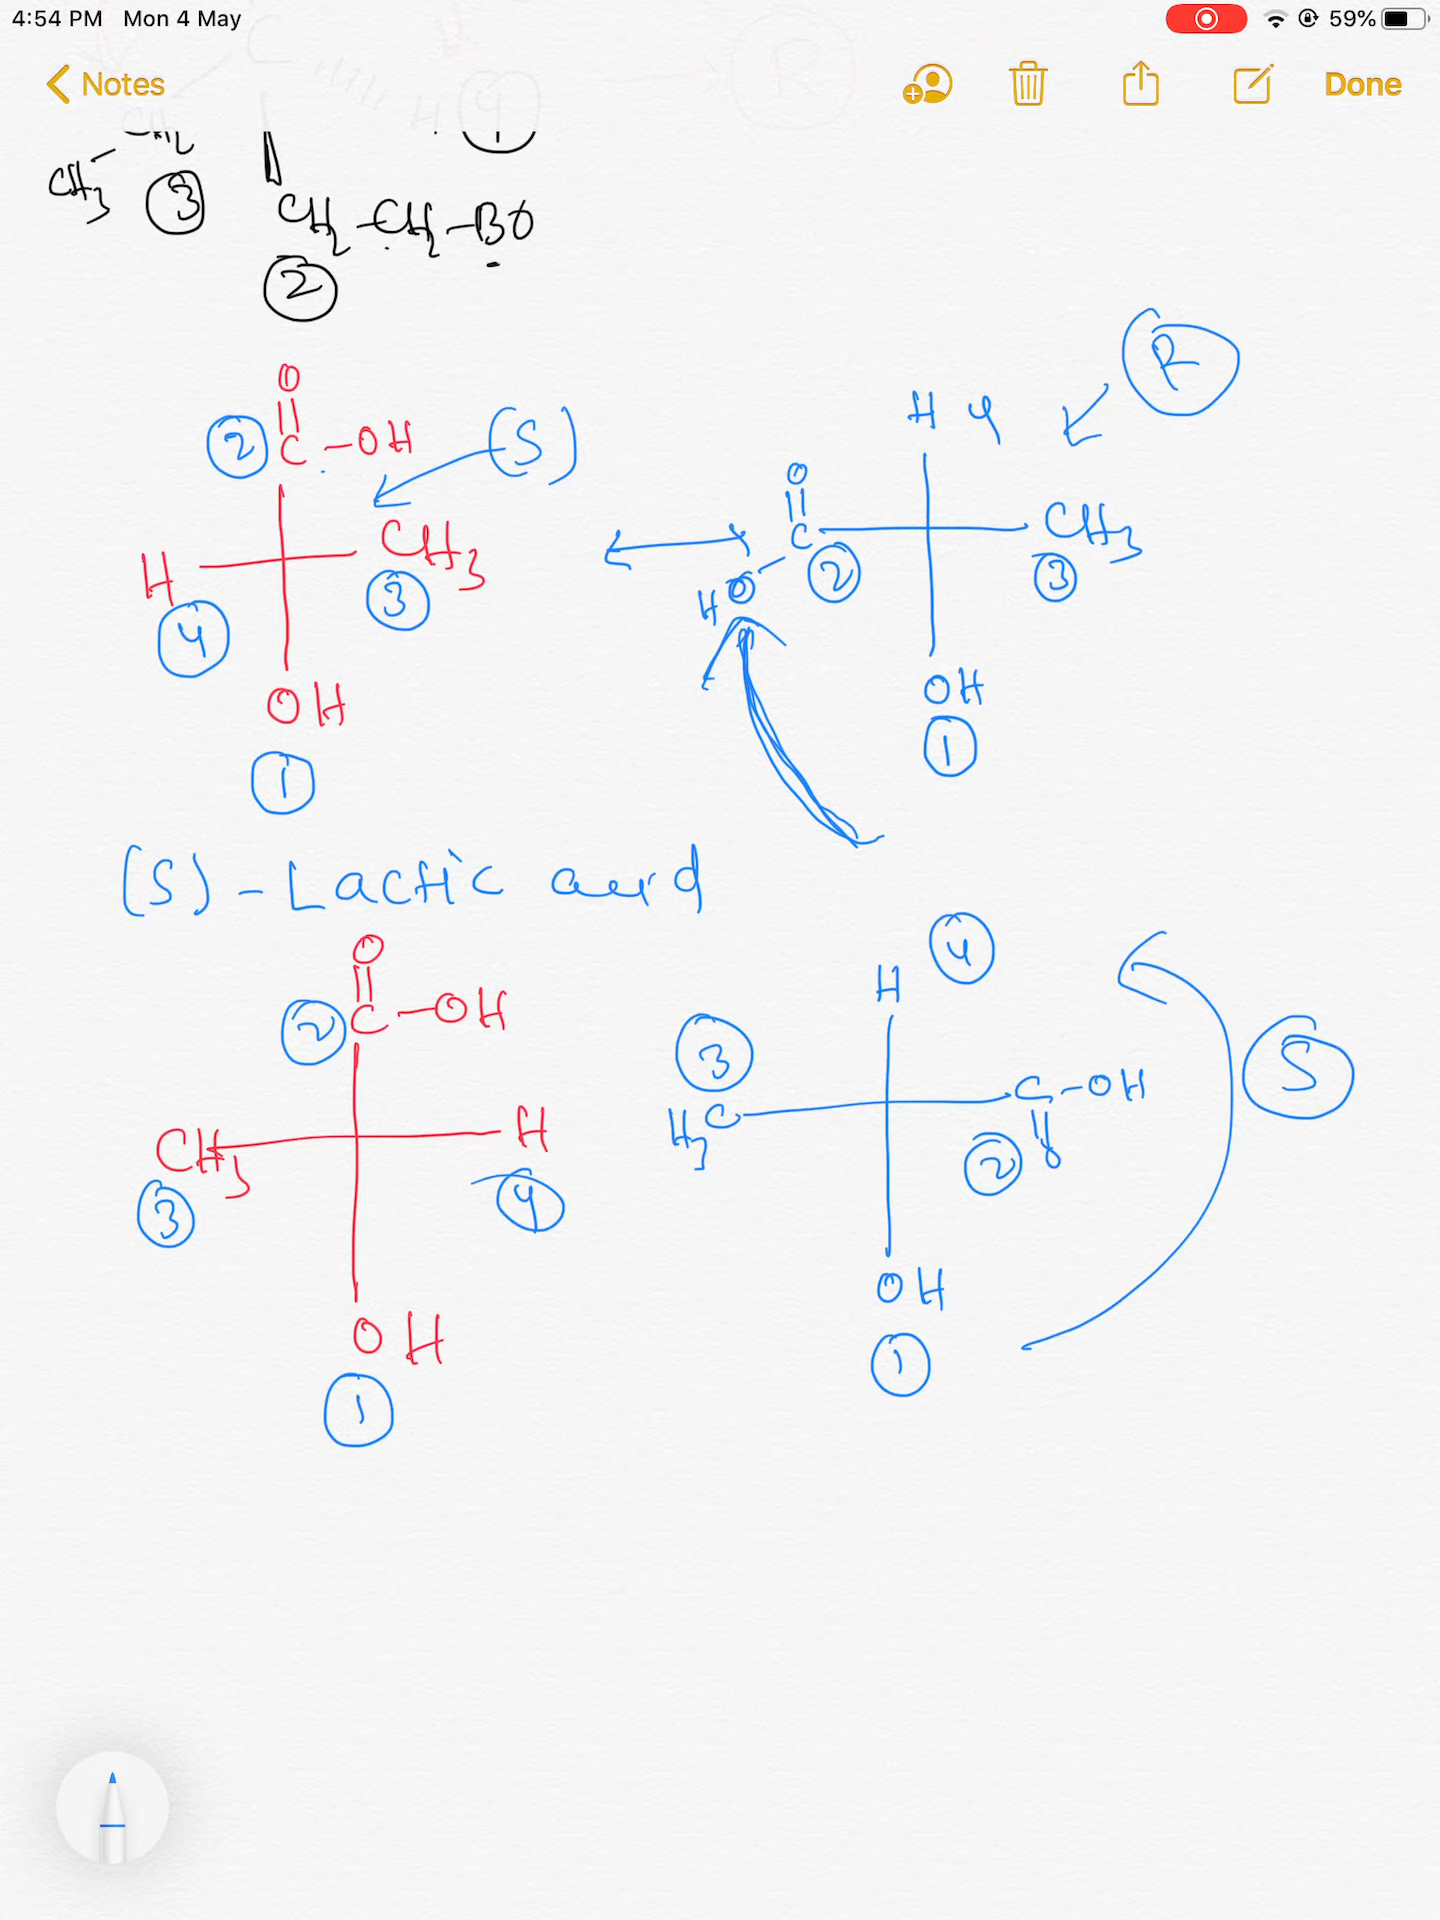 4:54 PM Mon 4 May
59%
Notes
Done
CH3
3
CH2-CH2-Br
2
O
2 C-OH
(S)
H
4
CH3
3
OH
1
R
H 4
O
C
2
HO
CH3
3
OH
1
(S)-Lactic acid
O
2 C-OH
CH3
3
H
4
OH
1
4
H
3
H3C
C-OH
O
2
S
OH
1